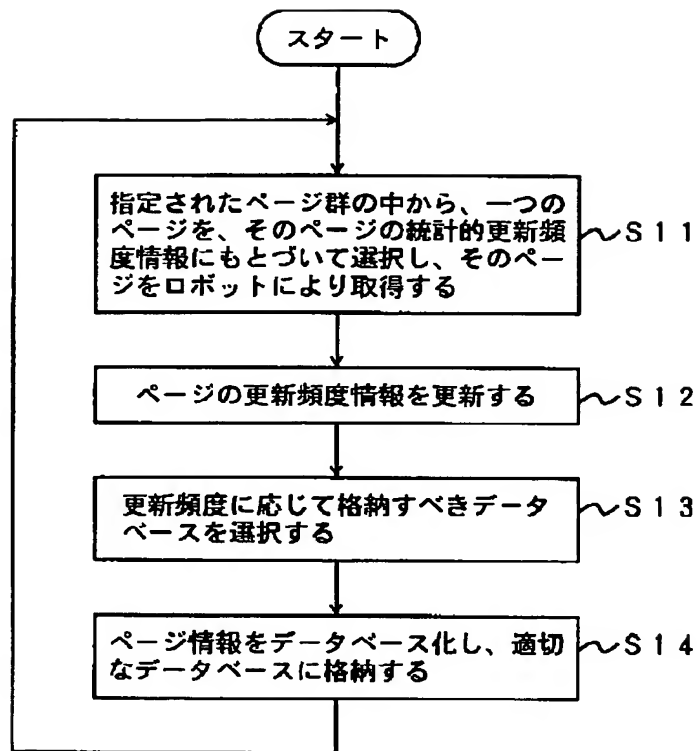 スタート
指定されたページ群の中から、一つの
ページを、そのページの統計的更新頻
度情報にもとづいて選択し、そのペー
ジをロボットにより取得する
S11
ページの更新頻度情報を更新する
S12
更新頻度に応じて格納すべきデータ
ベースを選択する
S13
ページ情報をデータベース化し、適切
なデータベースに格納する
S14